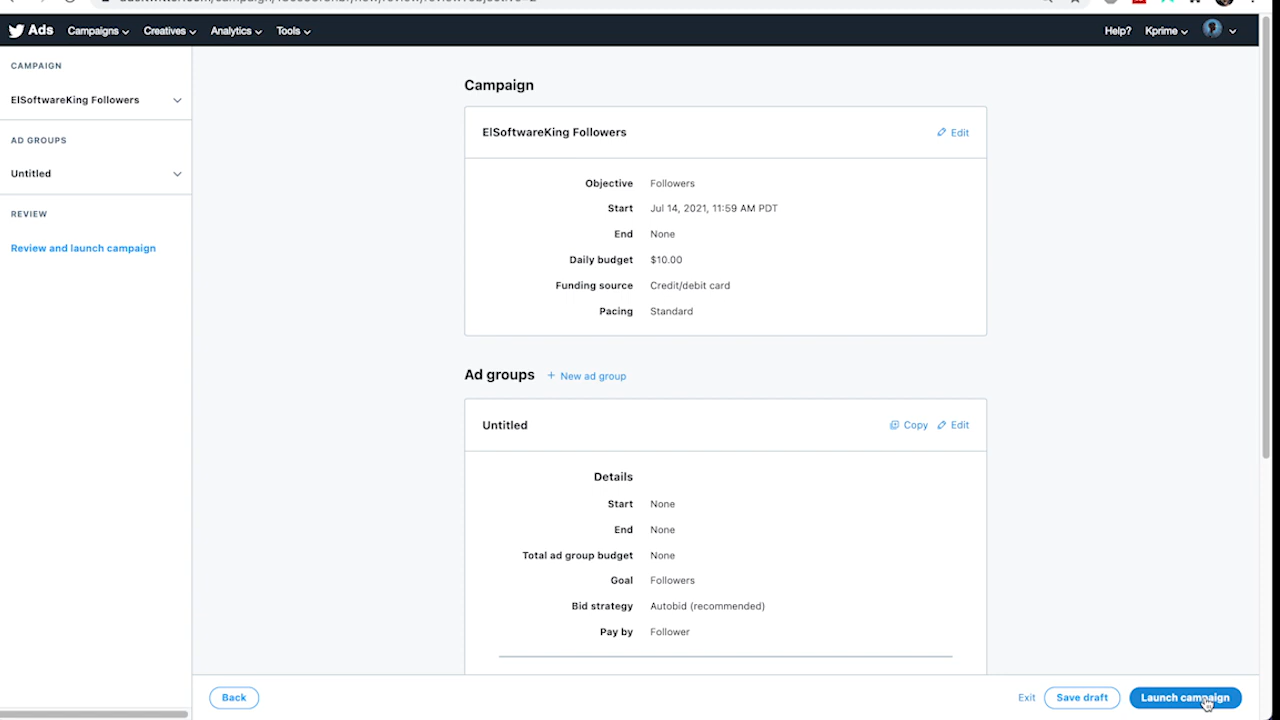 Ads Campaigns Creatives Analytics Tools Help? Kprime
CAMPAIGN
ElSoftwareKing Followers
AD GROUPS
Untitled
REVIEW
Review and launch campaign
Campaign
ElSoftwareKing Followers Edit
Objective Followers
Start Jul 14, 2021, 11:59 AM PDT
End None
Daily budget $10.00
Funding source Credit/debit card
Pacing Standard
Ad groups + New ad group
Untitled Copy Edit
Details
Start None
End None
Total ad group budget None
Goal Followers
Bid strategy Autobid (recommended)
Pay by Follower
Back Exit Save draft Launch campaign